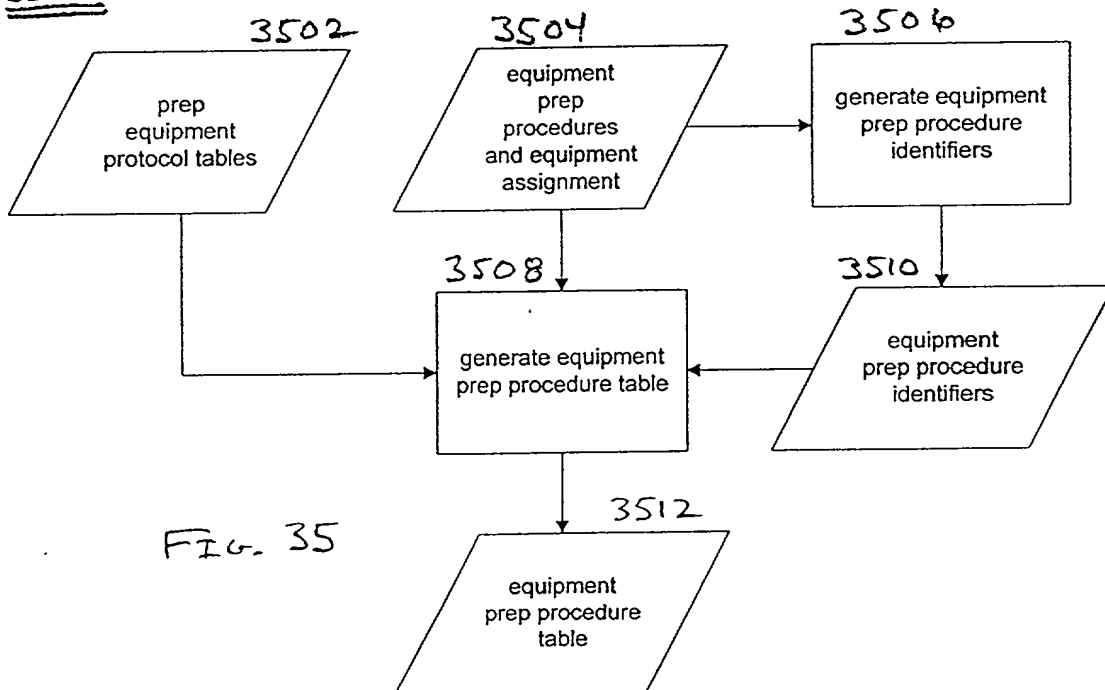 3502
prep
equipment
protocol tables
3504
equipment
prep
procedures
and equipment
assignment
3506
generate equipment
prep procedure
identifiers
3508
generate equipment
prep procedure table
3510
equipment
prep procedure
identifiers
3512
equipment
prep procedure
table
FIG. 35